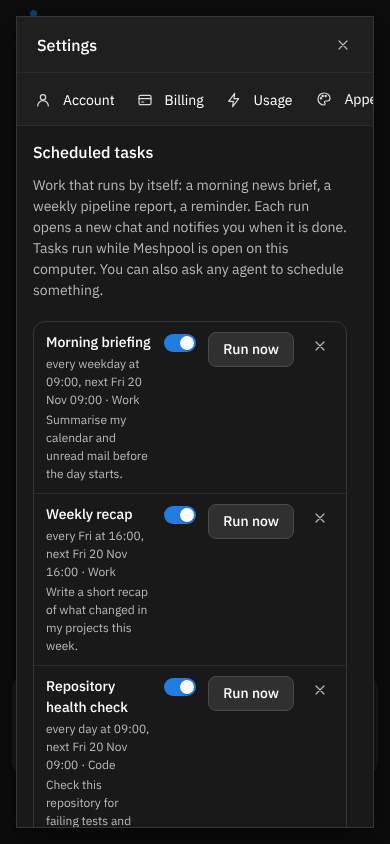 Settings
Account Billing Usage Appe
Scheduled tasks
Work that runs by itself: a morning news brief, a
weekly pipeline report, a reminder. Each run
opens a new chat and notifies you when it is done.
Tasks run while Meshpool is open on this
computer. You can also ask any agent to schedule
something.
Morning briefing
Run now
every weekday at
09:00, next Fri 20
Nov 09:00 · Work
Summarise my
calendar and
unread mail before
the day starts.
Weekly recap
Run now
every Fri at 16:00,
next Fri 20 Nov
16:00 · Work
Write a short recap
of what changed in
my projects this
week.
Repository
health check
Run now
every day at 09:00,
next Fri 20 Nov
09:00 · Code
Check this
repository for
failing tests and